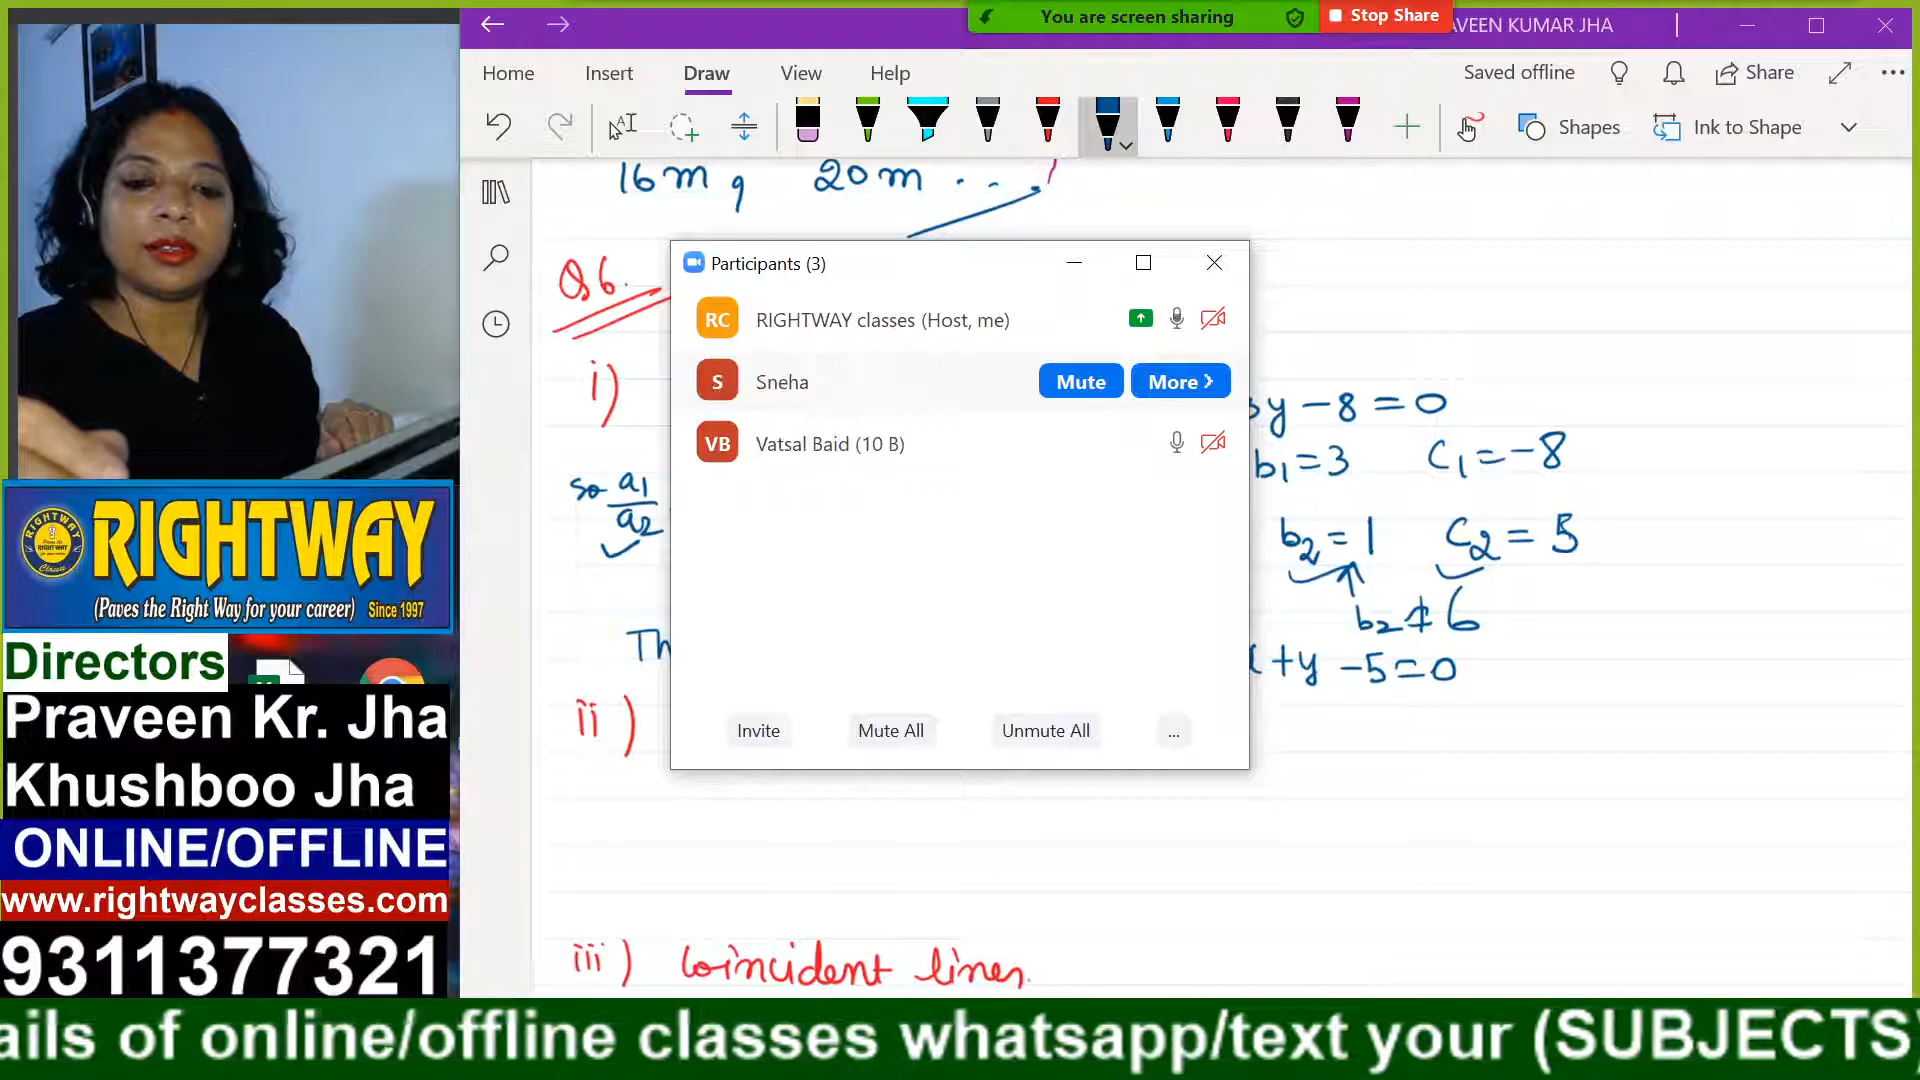 You are screen sharing
Stop Share
AVEEN KUMAR JHA
Home Insert Draw View Help
Saved offline
Share
Shapes
Ink to Shape
16m, 20m ...
Q6.
Participants (3)
RC RIGHTWAY classes (Host, me)
S Sneha Mute More
VB Vatsal Baid (10 B)
Invite Mute All Unmute All ...
i)
y - 8 = 0
b1 = 3 C1 = -8
so a1
a2
b2 = 1 C2 = 5
b2 ≠ 6
Th
+y -5=0
ii)
iii) Coincident lines.
RIGHTWAY
(Paves the Right Way for your career) Since 1997
Directors
Praveen Kr. Jha
Khushboo Jha
ONLINE/OFFLINE
www.rightwayclasses.com
9311377321
ails of online/offline classes whatsapp/text your (SUBJECTS)